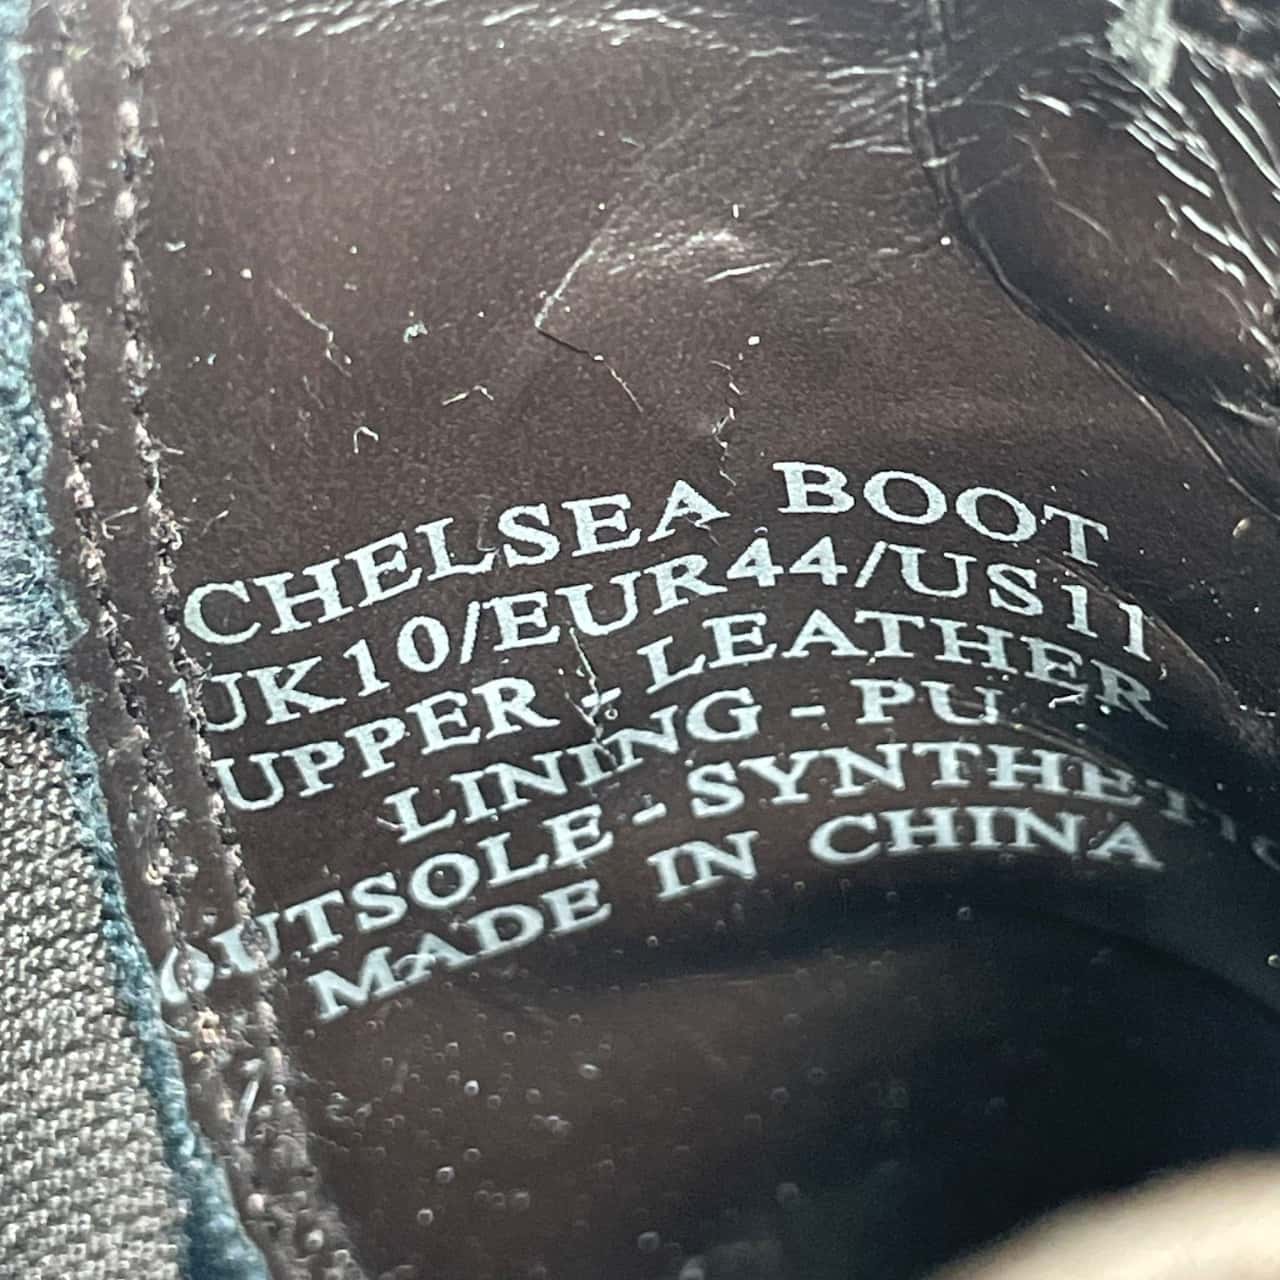 CHELSEA BOOT
UK10/EUR44/US11
UPPER - LEATHER
LINING - PU
OUTSOLE - SYNTHETIC
MADE IN CHINA